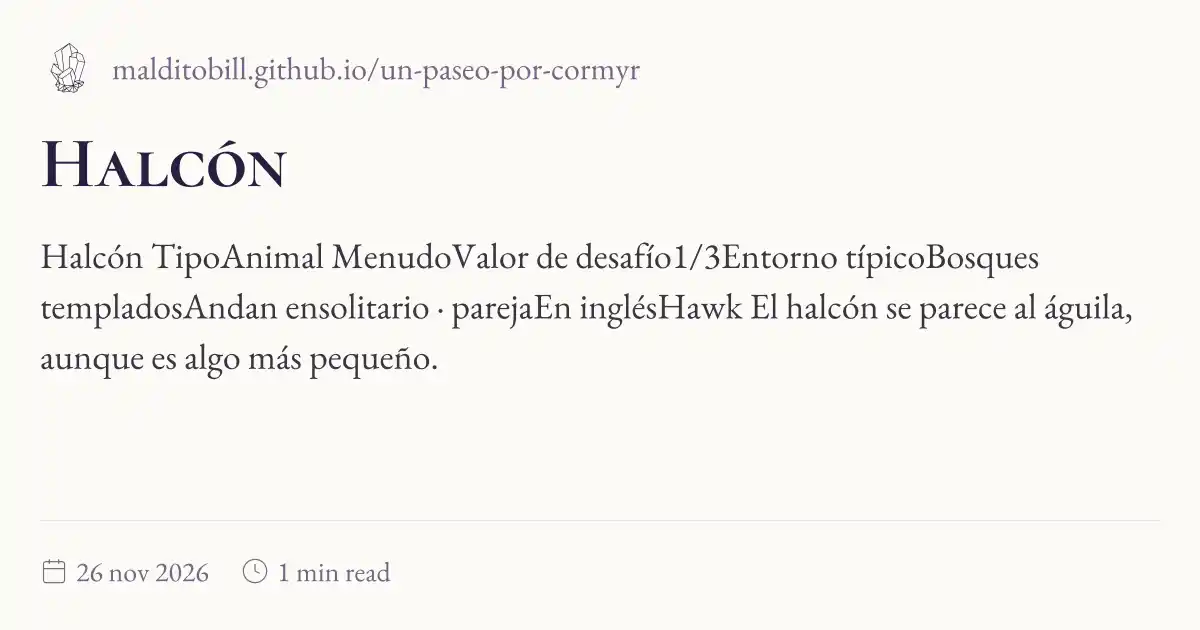 malditobill.github.io/un-paseo-por-cormyr
Halcón
Halcón TipoAnimal MenudoValor de desafío1/3Entorno típicoBosques
templadosAndan ensolitario · parejaEn inglésHawk El halcón se parece al águila,
aunque es algo más pequeño.
26 nov 2026 1 min read